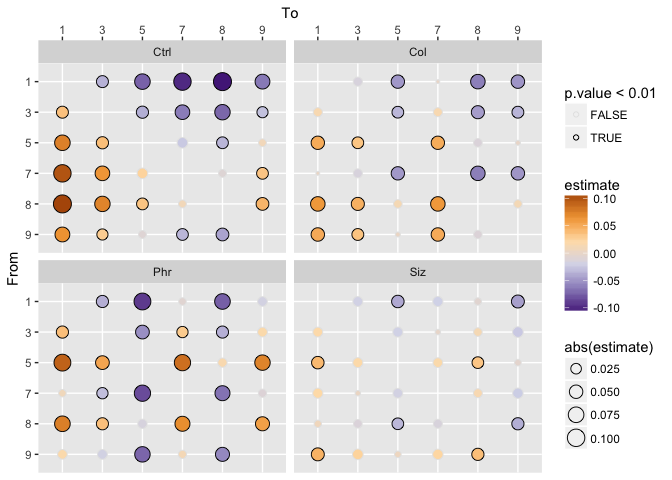 To
1 3 5 7 8 9 1 3 5 7 8 9
Ctrl Col
1
3
5
7
8
9
From
Phr Siz
1
3
5
7
8
9
p.value < 0.01
FALSE
TRUE
estimate
0.10
0.05
0.00
-0.05
-0.10
abs(estimate)
0.025
0.050
0.075
0.100